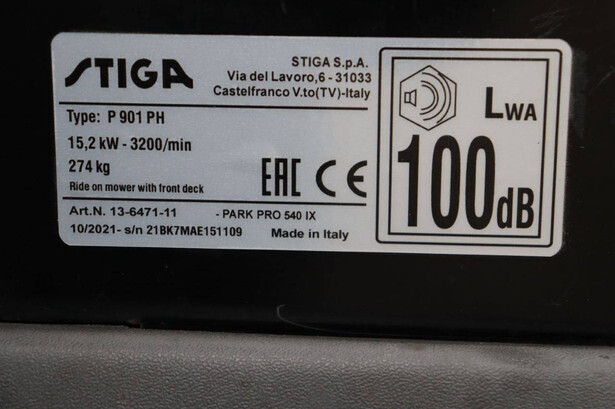 STIGA
STIGA S.p.A.
Via del Lavoro,6 - 31033
Castelfranco V.to(TV)-Italy
Type: P 901 PH
15,2 kW - 3200/min
274 kg
Ride on mower with front deck
EAC CE
Art.N. 13-6471-11 - PARK PRO 540 IX
10/2021- s/n 21BK7MAE151109 Made in Italy
LWA
100dB